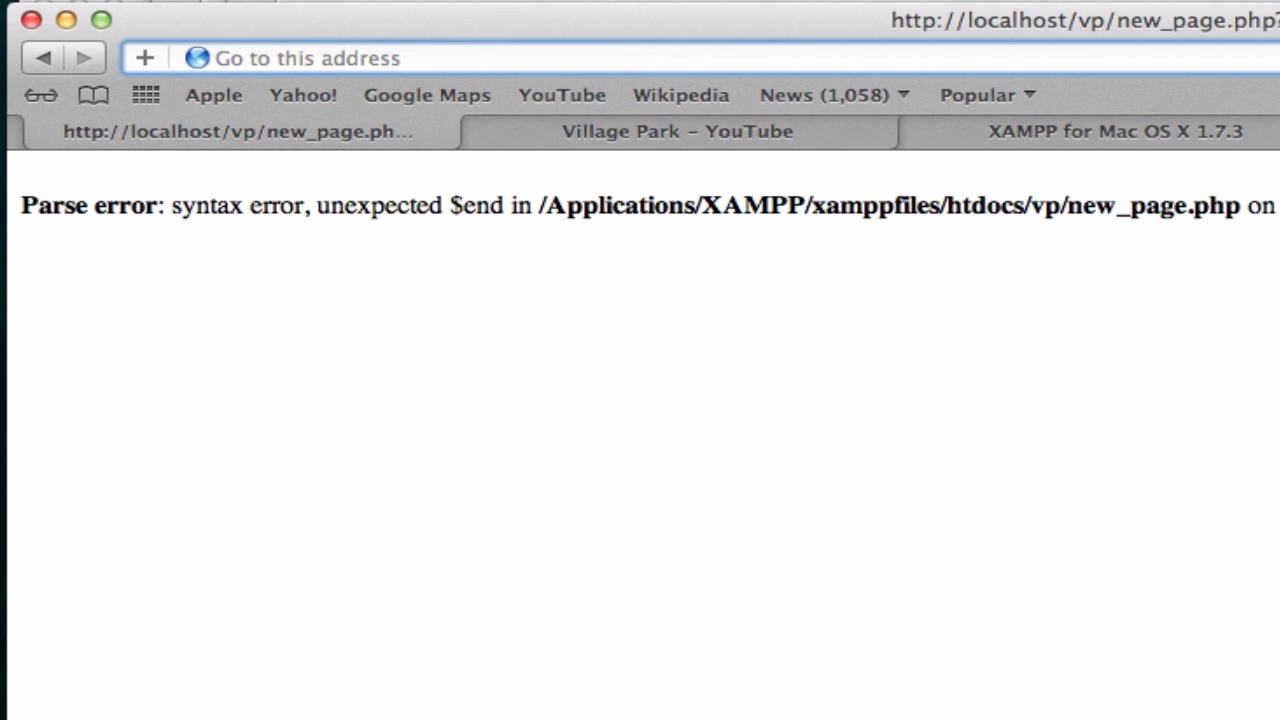 http://localhost/vp/new_page.php?
Go to this address
Apple Yahoo! Google Maps YouTube Wikipedia News (1,058) Popular
http://localhost/vp/new_page.ph... Village Park – YouTube XAMPP for Mac OS X 1.7.3
Parse error: syntax error, unexpected $end in /Applications/XAMPP/xamppfiles/htdocs/vp/new_page.php on